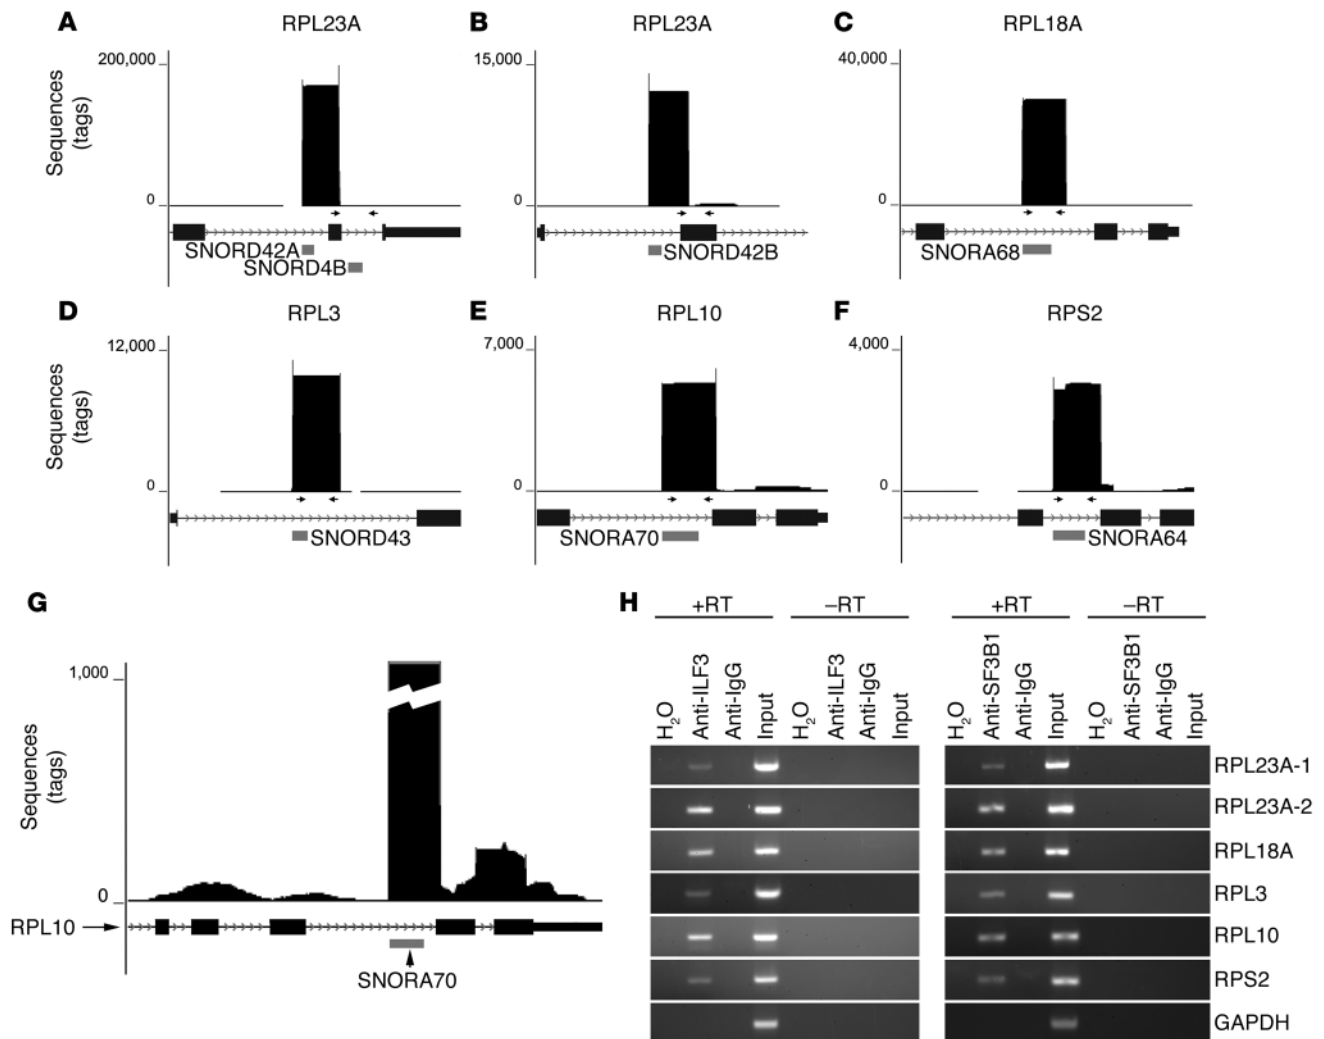 A
RPL23A
200,000
0
Sequences
(tags)
SNORD42A
SNORD4B
B
RPL23A
15,000
0
SNORD42B
C
RPL18A
40,000
0
SNORA68
D
RPL3
12,000
0
Sequences
(tags)
SNORD43
E
RPL10
7,000
0
SNORA70
F
RPS2
4,000
0
SNORA64
G
1,000
0
Sequences
(tags)
RPL10
SNORA70
H
+RT
–RT
+RT
–RT
H₂O
Anti-ILF3
Anti-IgG
Input
H₂O
Anti-ILF3
Anti-IgG
Input
H₂O
Anti-SF3B1
Anti-IgG
Input
H₂O
Anti-SF3B1
Anti-IgG
Input
RPL23A-1
RPL23A-2
RPL18A
RPL3
RPL10
RPS2
GAPDH